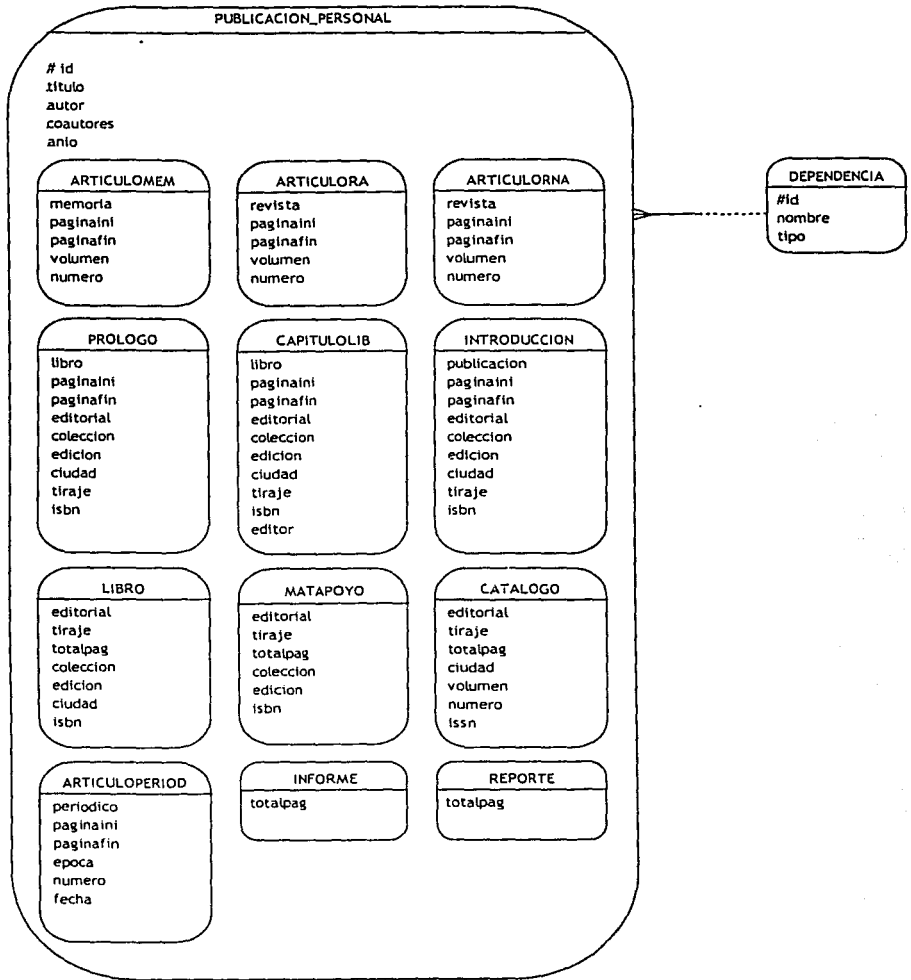 PUBLICACION_PERSONAL
# id
titulo
autor
coautores
anio
ARTICULOMEM
memoria
paginaini
paginafin
volumen
numero
ARTICULORA
revista
paginaini
paginafin
volumen
numero
ARTICULORNA
revista
paginaini
paginafin
volumen
numero
DEPENDENCIA
#id
nombre
tipo
PROLOGO
libro
paginaini
paginafin
editorial
coleccion
edicion
ciudad
tiraje
isbn
CAPITULOLIB
libro
paginaini
paginafin
editorial
coleccion
edicion
ciudad
tiraje
isbn
editor
INTRODUCCION
publicacion
paginaini
paginafin
editorial
coleccion
edicion
ciudad
tiraje
isbn
LIBRO
editorial
tiraje
totalpag
coleccion
edicion
ciudad
isbn
MATAPOYO
editorial
tiraje
totalpag
coleccion
edicion
isbn
CATALOGO
editorial
tiraje
totalpag
ciudad
volumen
numero
issn
ARTICULOPERIOD
periodico
paginaini
paginafin
epoca
numero
fecha
INFORME
totalpag
REPORTE
totalpag